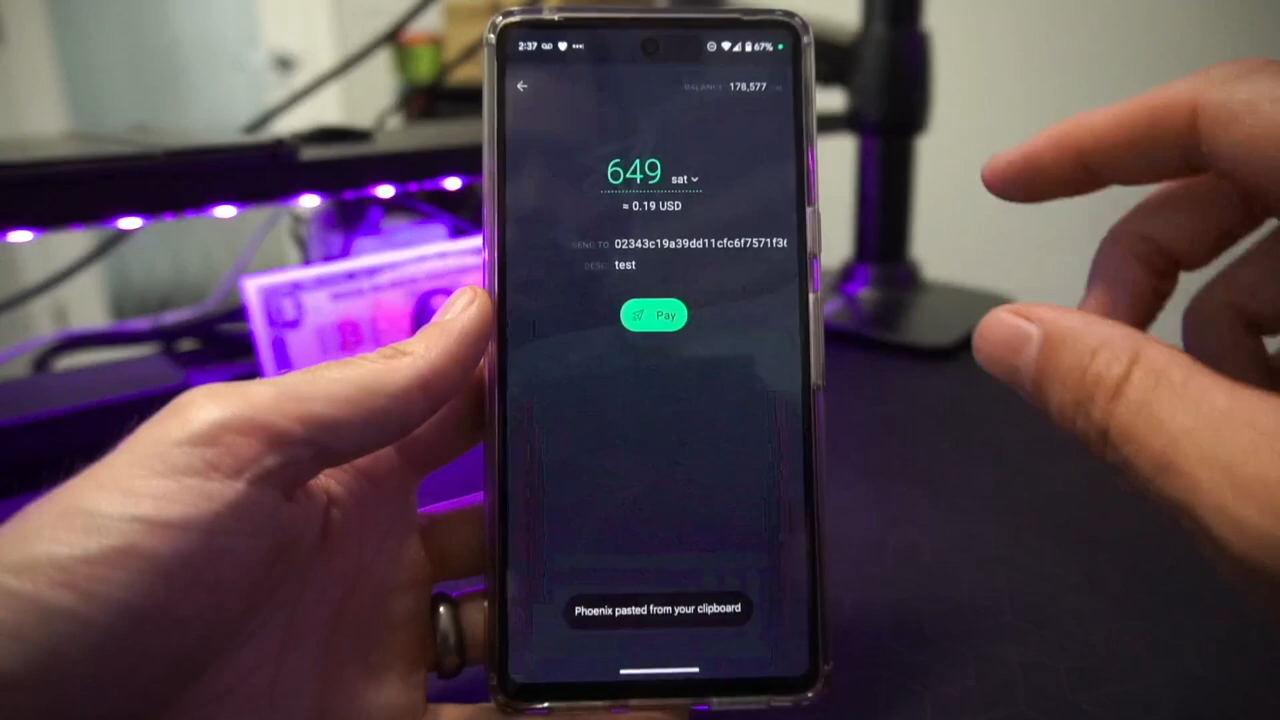 2:37 67%
BALANCE 178,577
649 sat
≈ 0.19 USD
SEND TO 02343c19a39dd11cfc6f7571f3
DESC test
Pay
Phoenix pasted from your clipboard